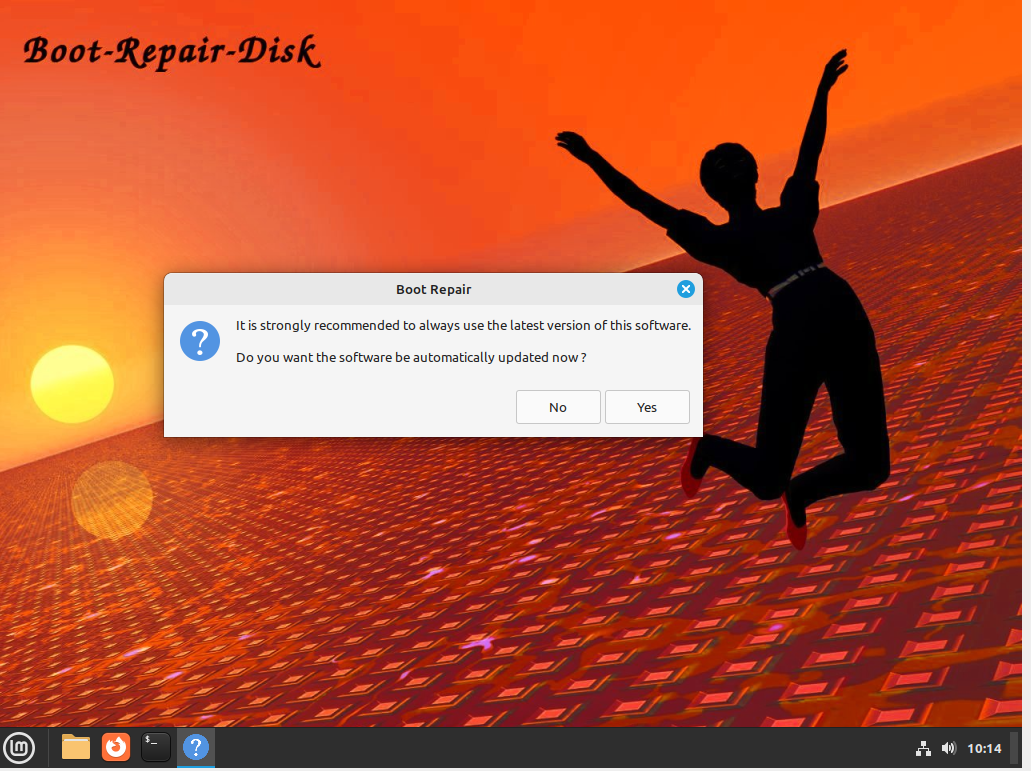 Boot-Repair-Disk
Boot Repair
It is strongly recommended to always use the latest version of this software.
Do you want the software be automatically updated now ?
No
Yes
$_
10:14